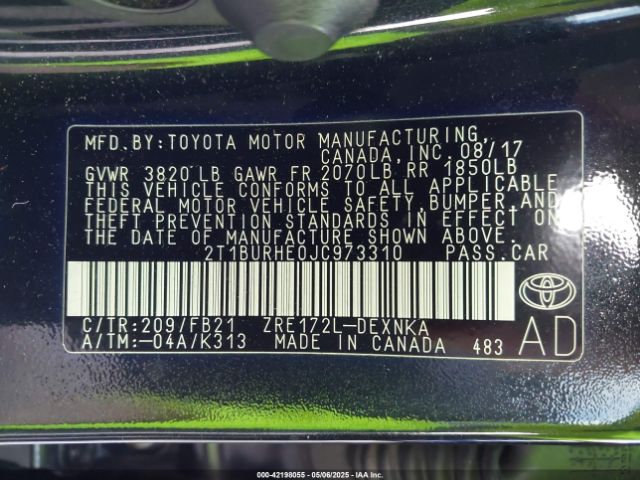 MFD.BY:TOYOTA MOTOR MANUFACTURING,
CANADA, INC. 08/17
GVWR 3820 LB GAWR FR 2070LB RR 1850LB
THIS VEHICLE CONFORMS TO ALL APPLICABLE
FEDERAL MOTOR VEHICLE SAFETY, BUMPER, AND
THEFT PREVENTION STANDARDS IN EFFECT ON
THE DATE OF MANUFACTURE SHOWN ABOVE.
2T1BURHE0JC973310 PASS.CAR
C/TR:209/FB21 ZRE172L-DEXNKA
A/TM:-04A/K313 MADE IN CANADA 483
AD
000-42198055 - 05/06/2025 - IAA Inc.